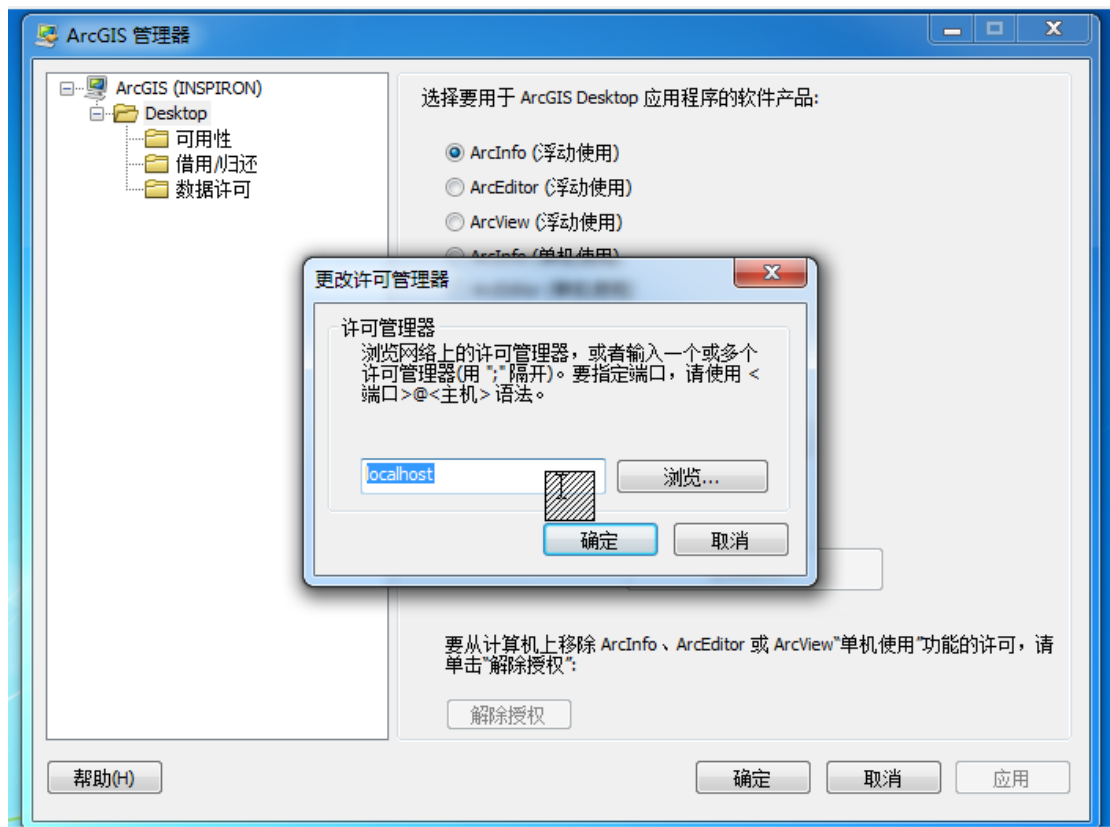 ArcGIS 管理器
ArcGIS (INSPIRON)
Desktop
可用性
借用/归还
数据许可
选择要用于 ArcGIS Desktop 应用程序的软件产品:
ArcInfo (浮动使用)
ArcEditor (浮动使用)
ArcView (浮动使用)
ArcInfo (单机使用)
更改许可管理器
许可管理器
浏览网络上的许可管理器，或者输入一个或多个
许可管理器(用 ";" 隔开)。要指定端口，请使用 <
端口>@<主机> 语法。
localhost
浏览...
确定
取消
要从计算机上移除 ArcInfo、ArcEditor 或 ArcView“单机使用”功能的许可，请
单击“解除授权”:
解除授权
帮助(H)
确定
取消
应用